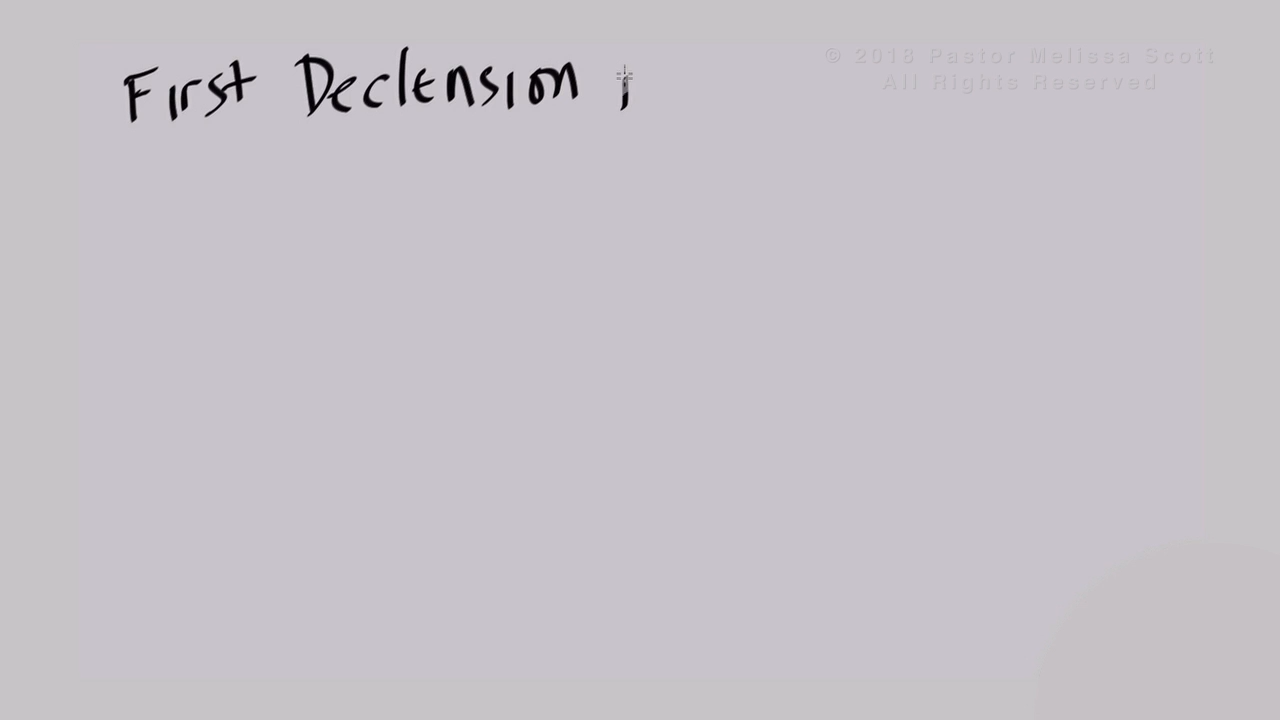 First Declension
© 2018 Pastor Melissa Scott
All Rights Reserved